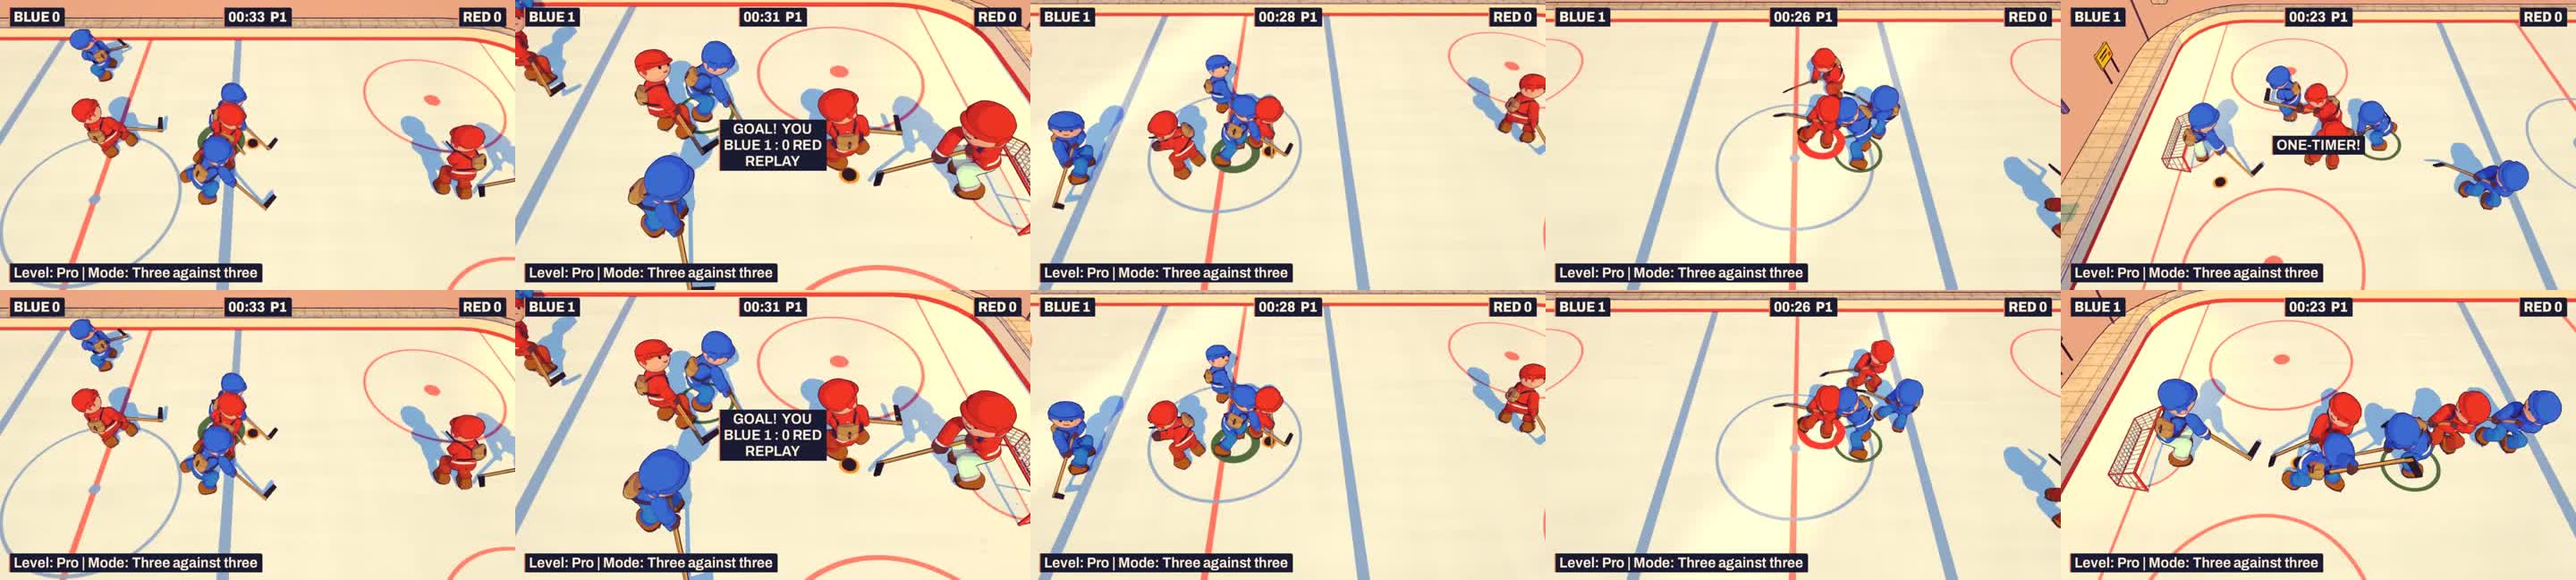 BLUE 0
00:33 P1
RED 0
Level: Pro | Mode: Three against three
BLUE 1
00:31 P1
RED 0
GOAL! YOU
BLUE 1 : 0 RED
REPLAY
Level: Pro | Mode: Three against three
BLUE 1
00:28 P1
RED 0
Level: Pro | Mode: Three against three
BLUE 1
00:26 P1
RED 0
Level: Pro | Mode: Three against three
BLUE 1
00:23 P1
RED 0
ONE-TIMER!
Level: Pro | Mode: Three against three
BLUE 0
00:33 P1
RED 0
Level: Pro | Mode: Three against three
BLUE 1
00:31 P1
RED 0
GOAL! YOU
BLUE 1 : 0 RED
REPLAY
Level: Pro | Mode: Three against three
BLUE 1
00:28 P1
RED 0
Level: Pro | Mode: Three against three
BLUE 1
00:26 P1
RED 0
Level: Pro | Mode: Three against three
BLUE 1
00:23 P1
RED 0
Level: Pro | Mode: Three against three